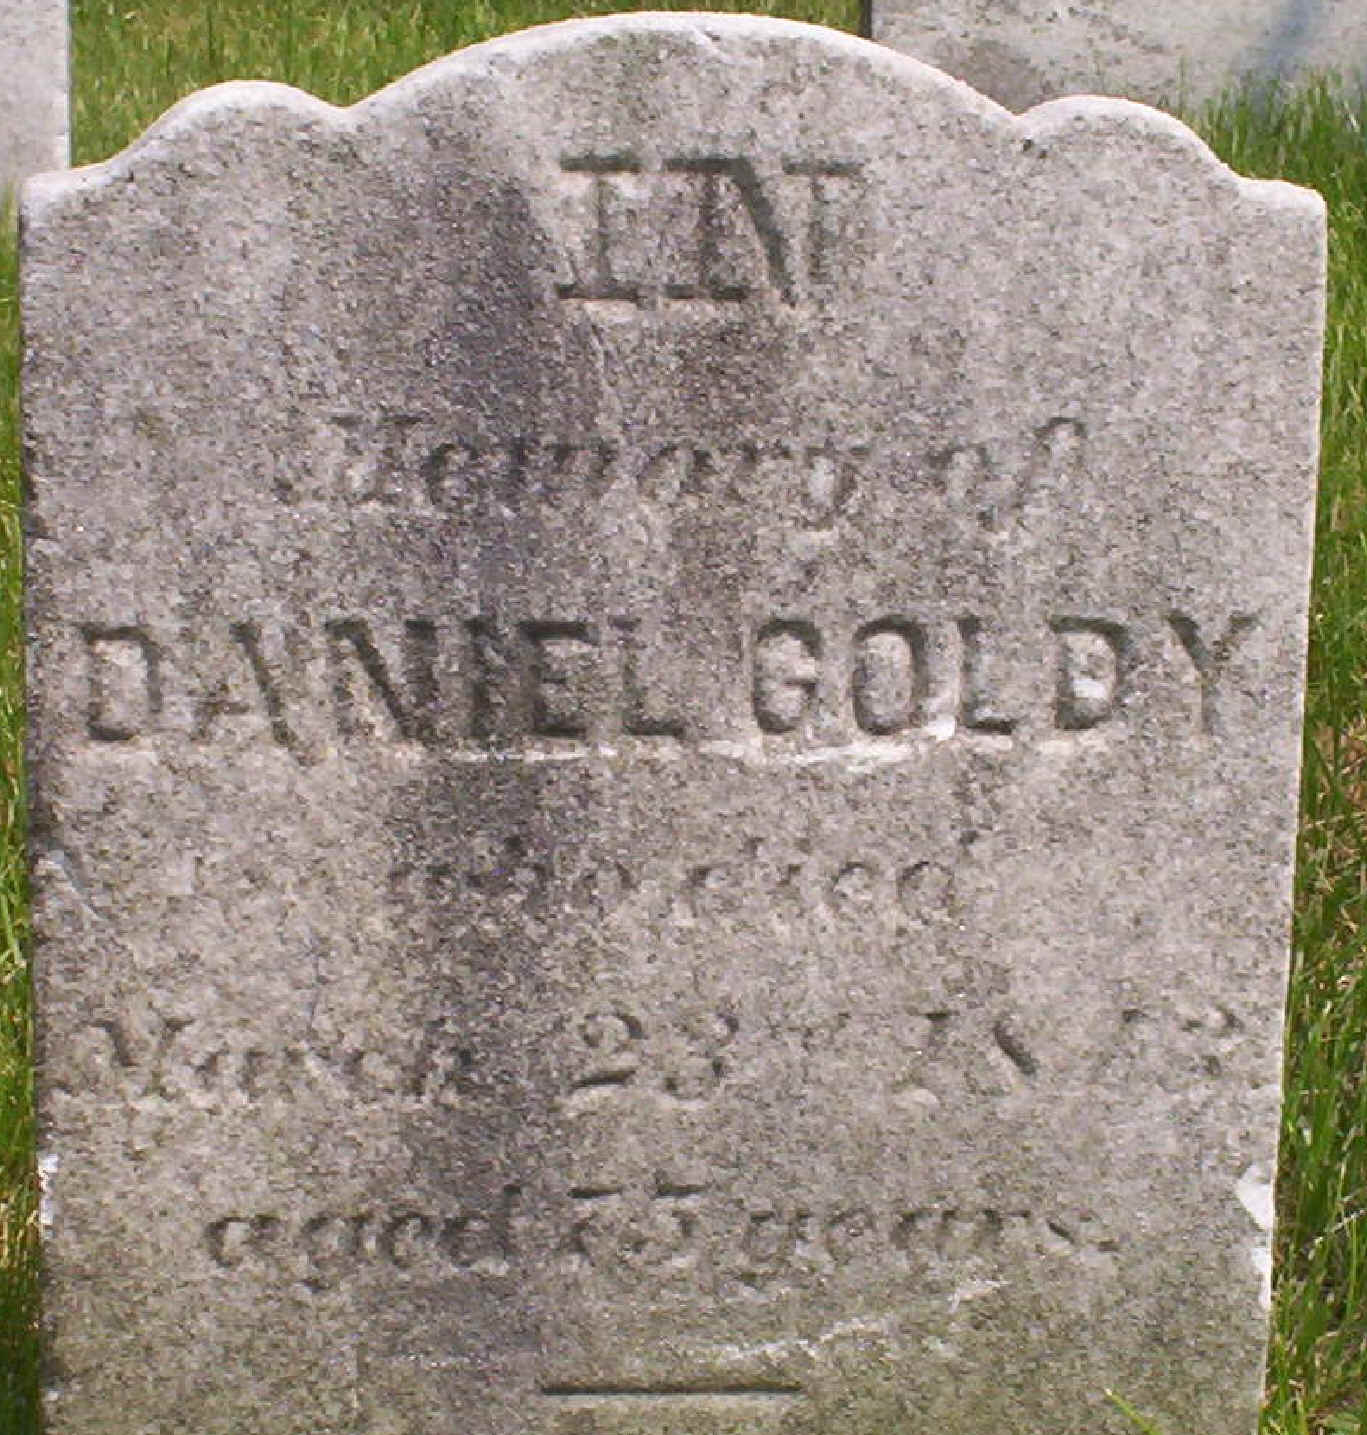 IN
Memory of
DANIEL GOLDY
who died
March 23
aged 75 years